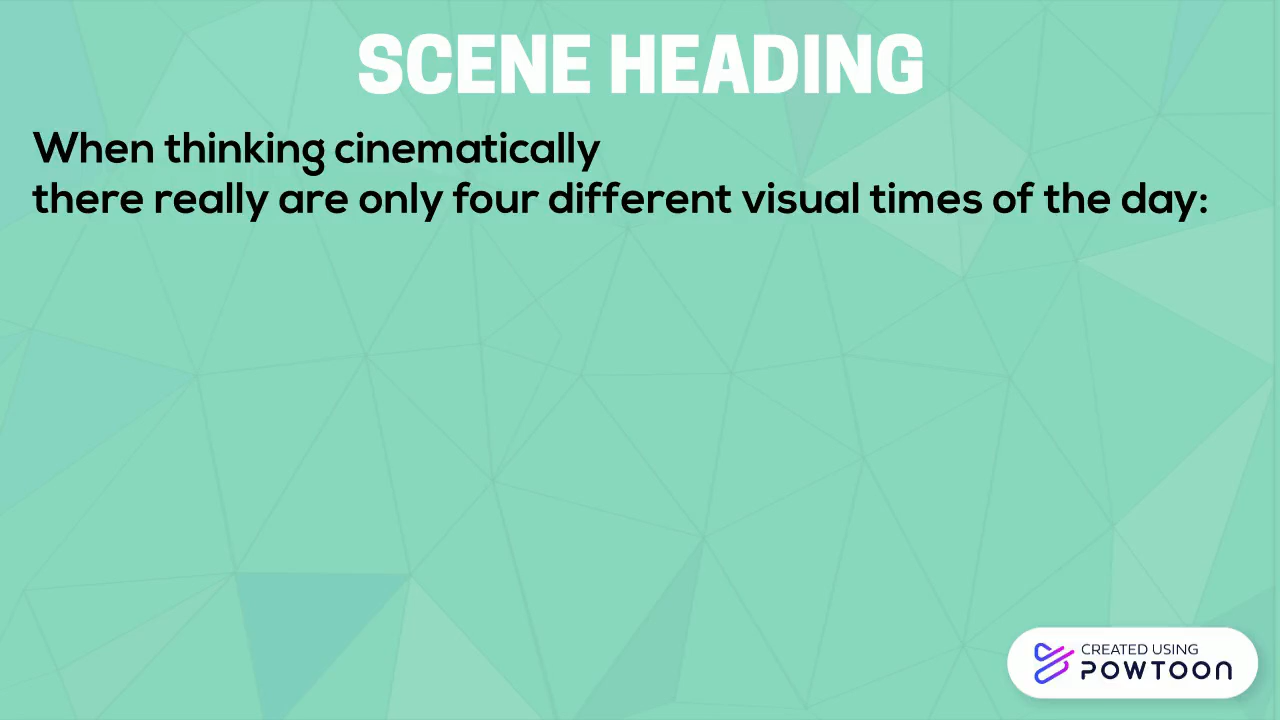 SCENE HEADING
When thinking cinematically
there really are only four different visual times of the day:
CREATED USING
POWTOON